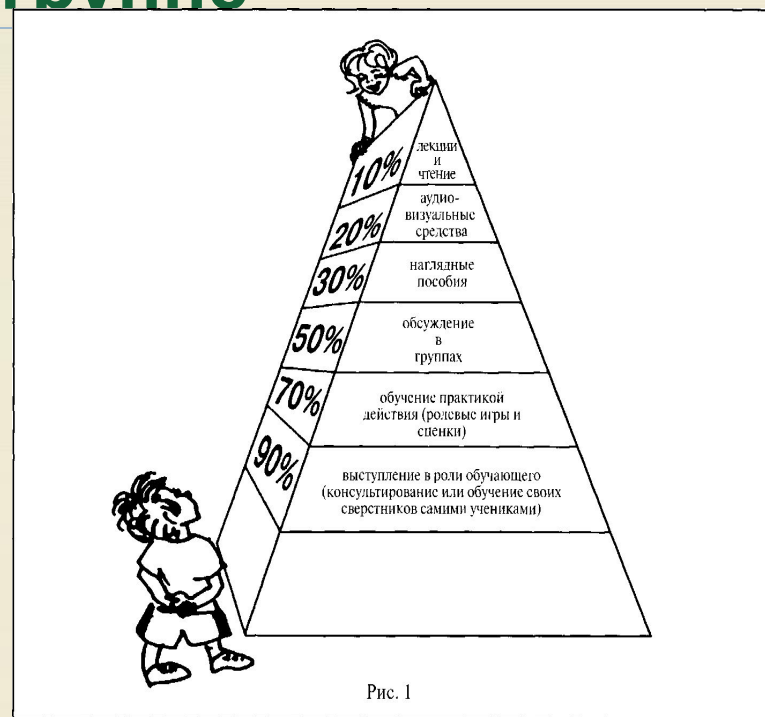 10%
лекции
и
чтение
20%
аудио-
визуальные
средства
30%
наглядные
пособия
50%
обсуждение
в
группах
70%
обучение практикой
действия (ролевые игры и
сценки)
90%
выступление в роли обучающего
(консультирование или обучение своих
сверстников самими учениками)
Рис. 1